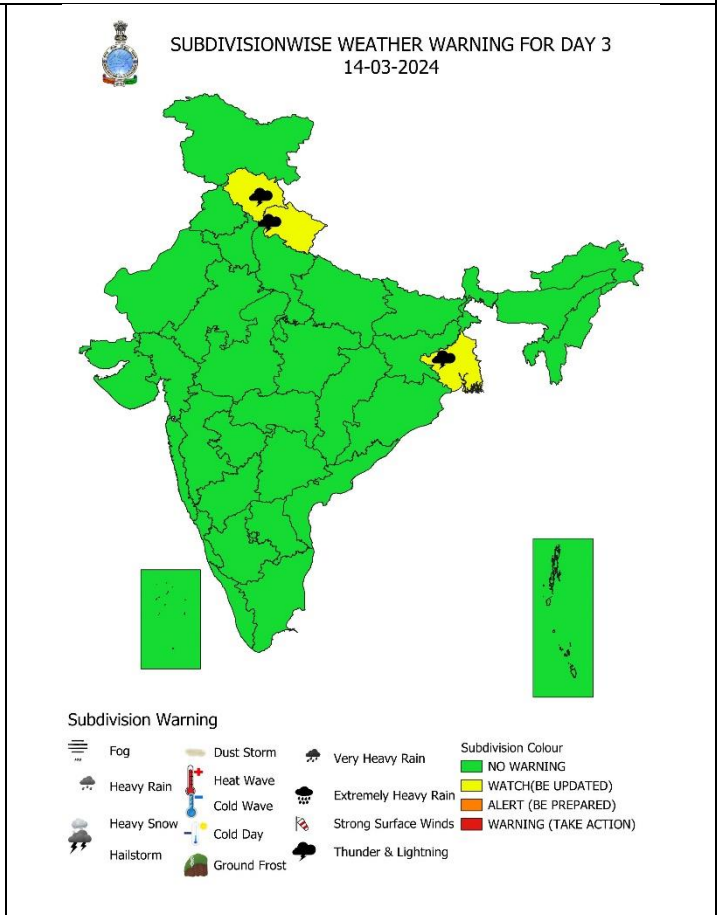 SUBDIVISIONWISE WEATHER WARNING FOR DAY 3
14-03-2024
Subdivision Warning
Fog
Heavy Rain
Heavy Snow
Hailstorm
Dust Storm
Heat Wave
Cold Wave
Cold Day
Ground Frost
Very Heavy Rain
Extremely Heavy Rain
Strong Surface Winds
Thunder & Lightning
Subdivision Colour
NO WARNING
WATCH(BE UPDATED)
ALERT (BE PREPARED)
WARNING (TAKE ACTION)